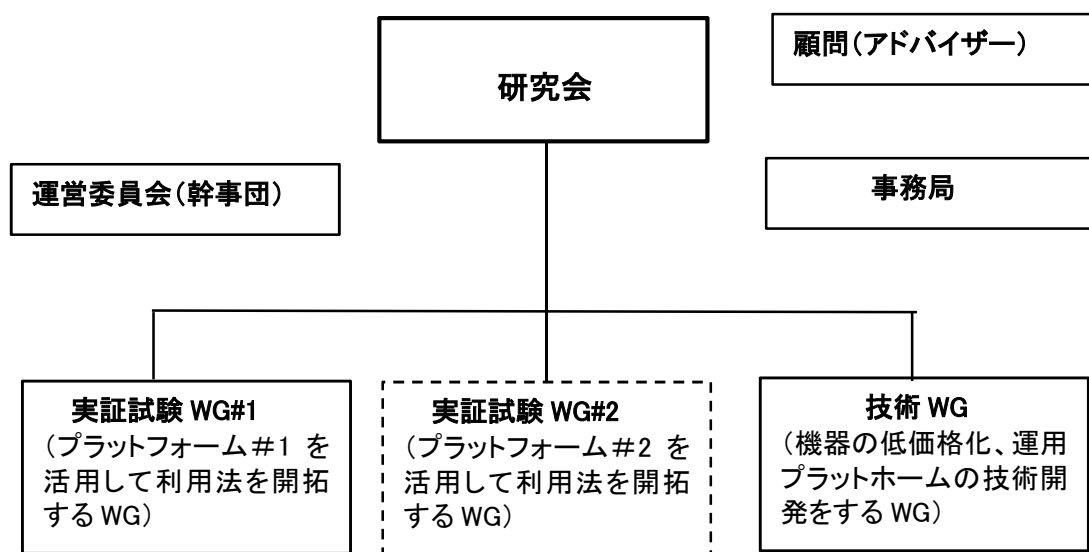 研究会
顧問(アドバイザー)
運営委員会(幹事団)
事務局
実証試験 WG#1
(プラットフォーム#1 を
活用して利用法を開拓
する WG)
実証試験 WG#2
(プラットフォーム#2 を
活用して利用法を開拓
する WG)
技術 WG
(機器の低価格化、運用
プラットホームの技術開
発をする WG)